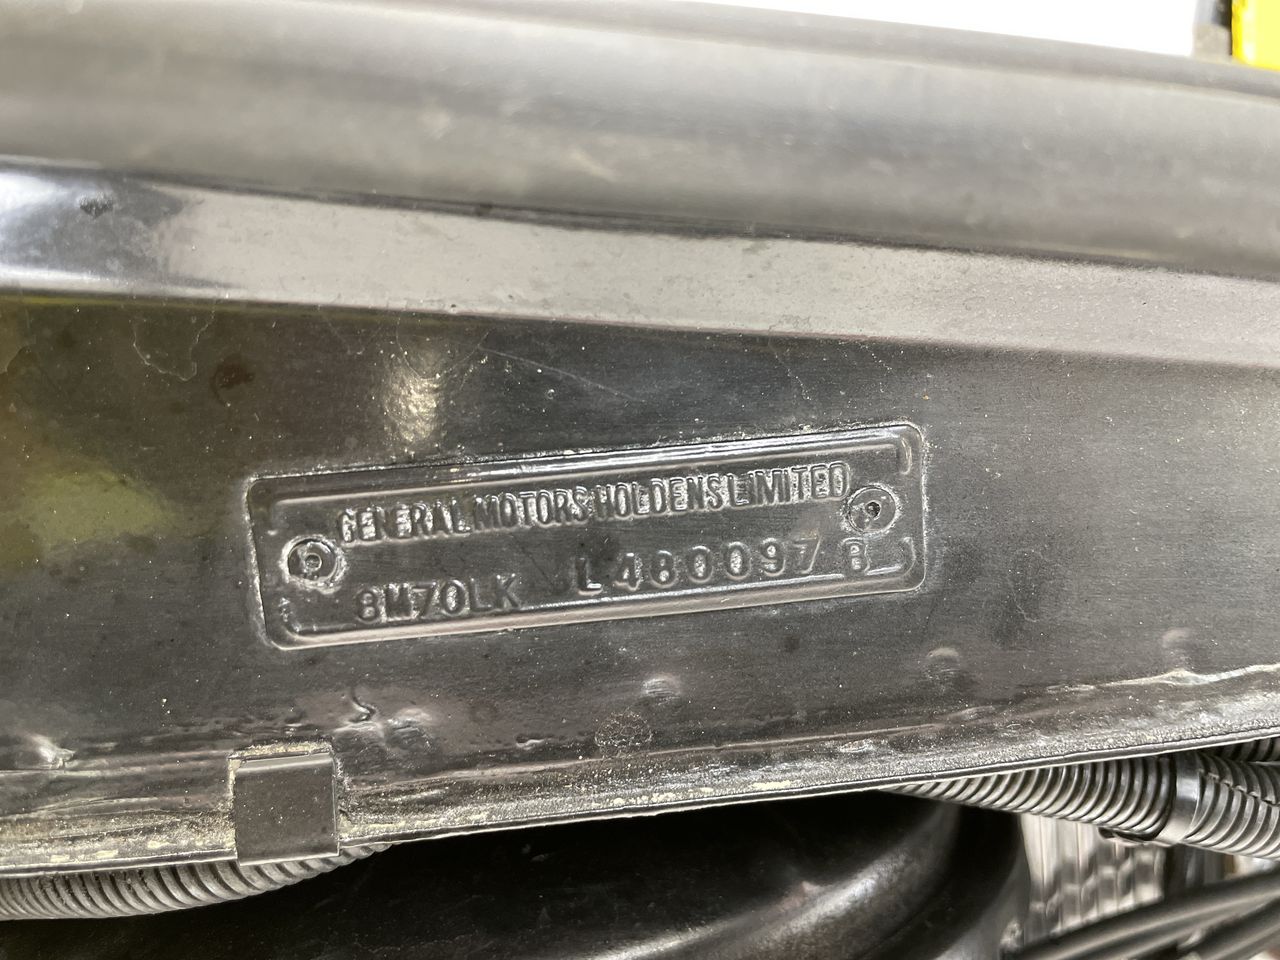 GENERAL MOTORS HOLDENS LIMITED
8M70LK L480097 B